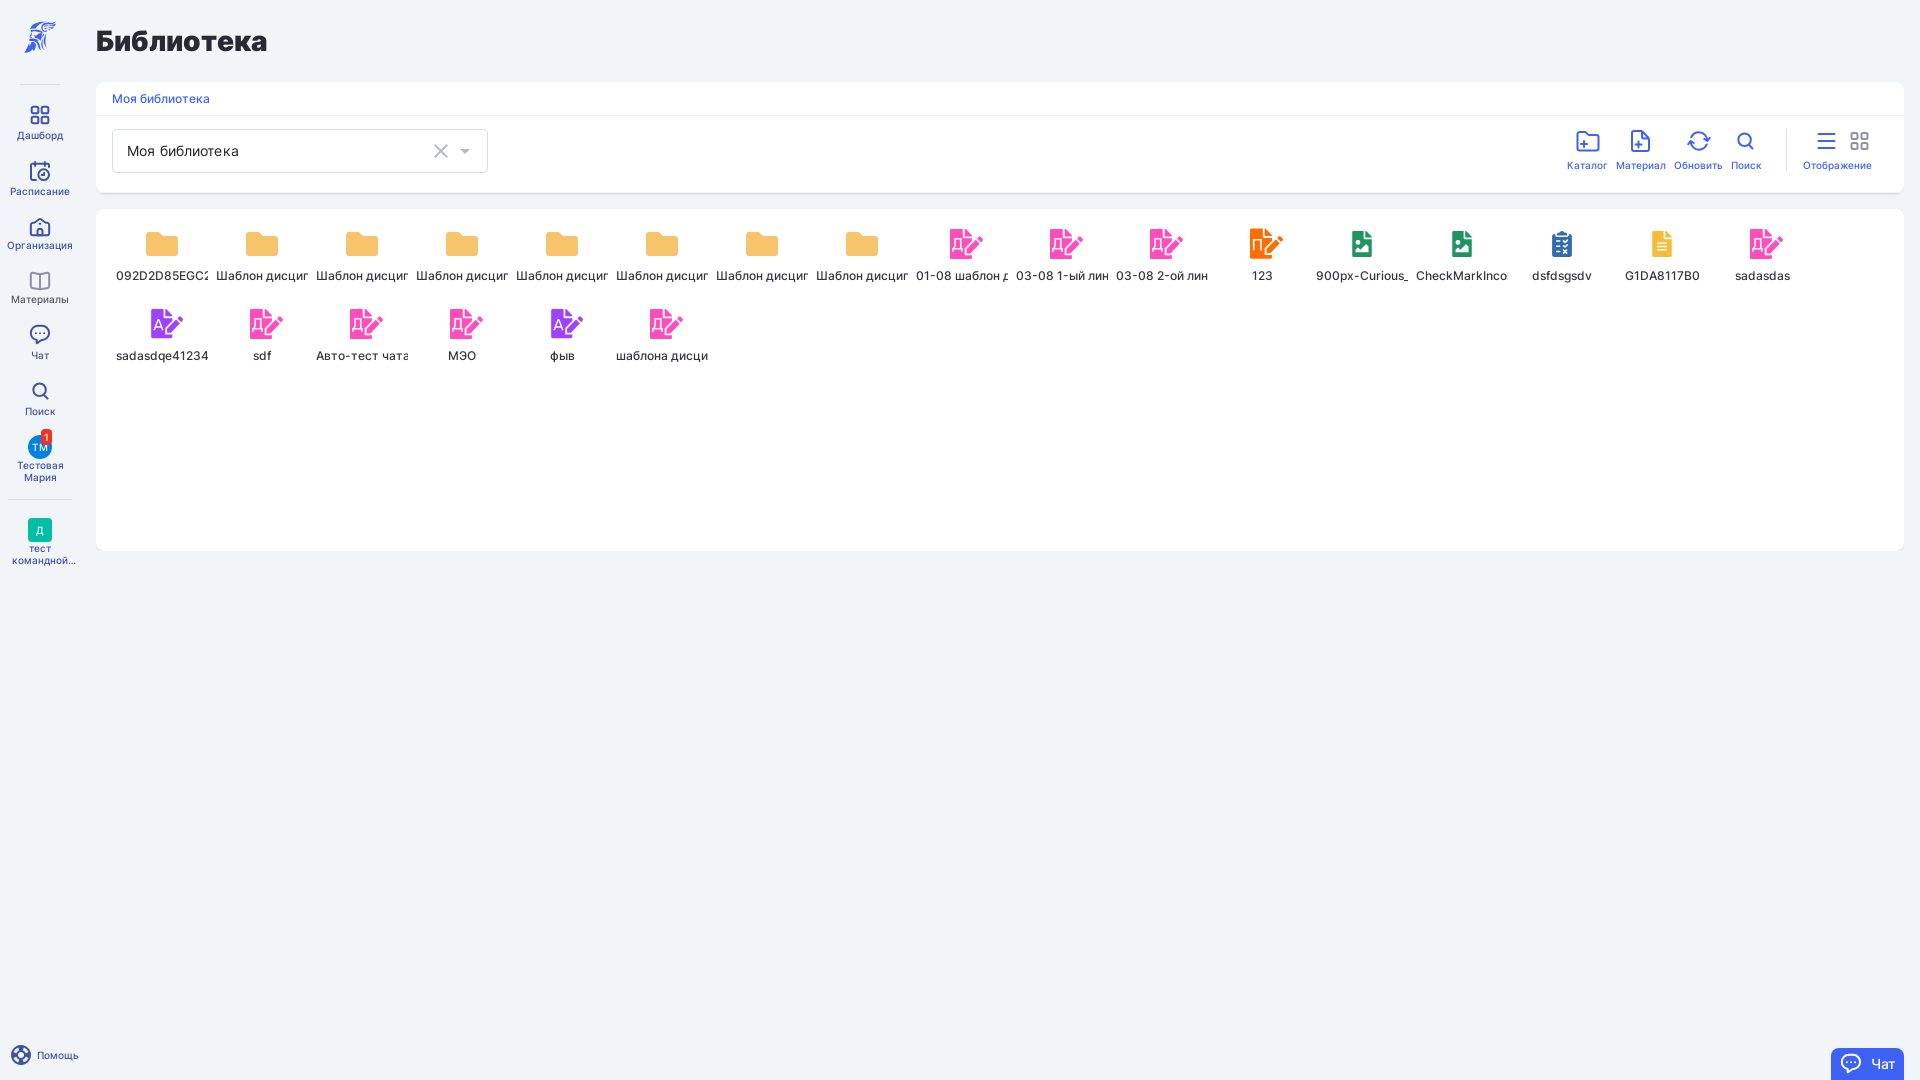 Библиотека
Моя библиотека
Моя библиотека
Каталог
Материал
Обновить
Поиск
Отображение
Дашборд
Расписание
Организация
Материалы
Чат
Поиск
1
ТМ
Тестовая
Мария
Д
тест
командной...
Помощь
092D2D85EGC2
Шаблон дисцип
Шаблон дисцип
Шаблон дисцип
Шаблон дисцип
Шаблон дисцип
Шаблон дисцип
Шаблон дисцип
Д
01-08 шаблон д
Д
03-08 1-ый лин
Д
03-08 2-ой лин
П
123
900px-Curious_
CheckMarkInco
dsfdsgsdv
G1DA8117B0
Д
sadasdas
А
sadasdqe41234
Д
sdf
Д
Авто-тест чата
Д
МЭО
А
фыв
Д
шаблона дисци
Чат